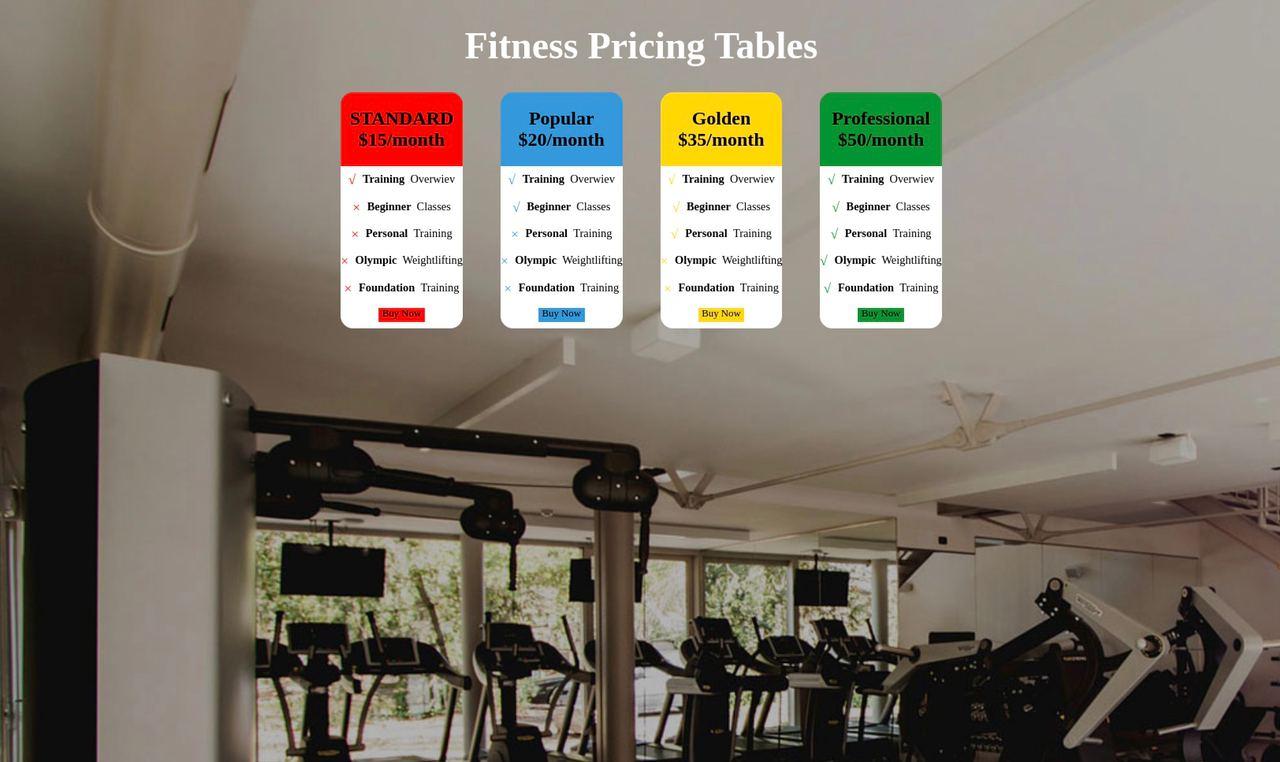 Fitness Pricing Tables
STANDARD
$15/month
√ Training Overwiev
× Beginner Classes
× Personal Training
× Olympic Weightlifting
× Foundation Training
Buy Now
Popular
$20/month
√ Training Overwiev
√ Beginner Classes
× Personal Training
× Olympic Weightlifting
× Foundation Training
Buy Now
Golden
$35/month
√ Training Overwiev
√ Beginner Classes
√ Personal Training
× Olympic Weightlifting
× Foundation Training
Buy Now
Professional
$50/month
√ Training Overwiev
√ Beginner Classes
√ Personal Training
√ Olympic Weightlifting
√ Foundation Training
Buy Now